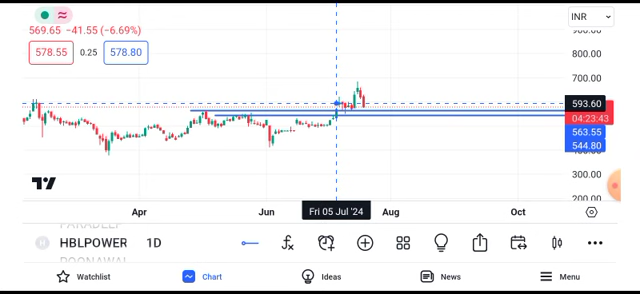 INR
900.00
569.65 −41.55 (−6.69%)
578.55 0.25 578.80
800.00
700.00
593.60
04:23:43
563.55
544.80
400.00
300.00
200.00
Apr Jun Fri 05 Jul '24 Aug Oct
PARADEEP
HBLPOWER 1D
H
POONAWAL
Watchlist Chart Ideas News Menu